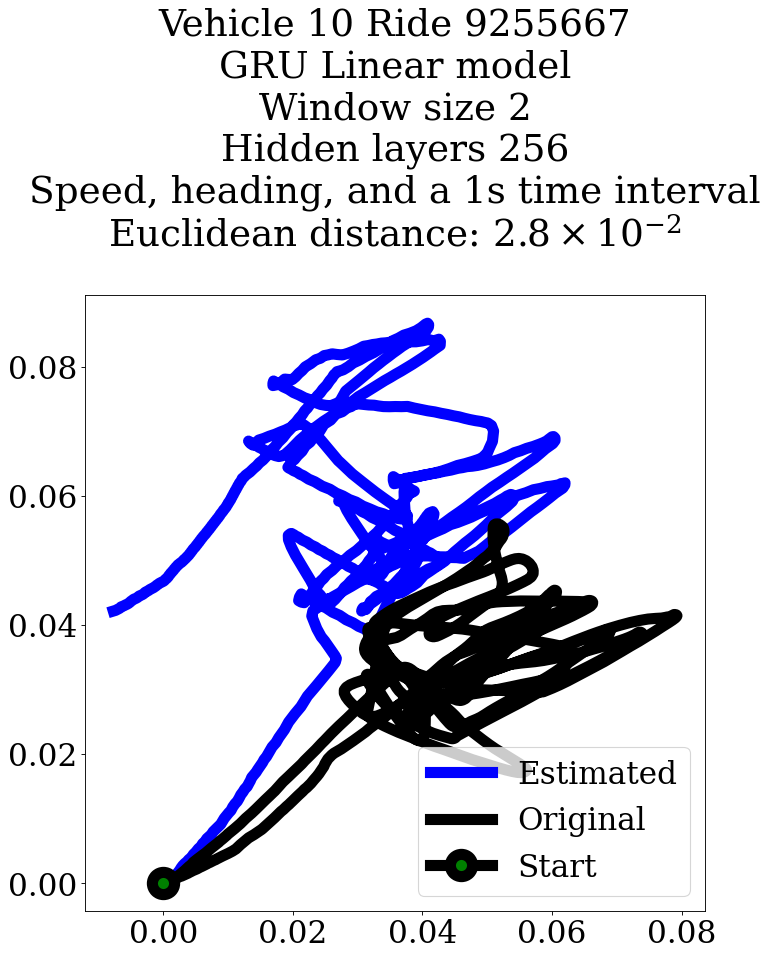 Vehicle 10 Ride 9255667
GRU Linear model
Window size 2
Hidden layers 256
Speed, heading, and a 1s time interval
Euclidean distance: 2.8 × 10⁻²
0.08
0.06
0.04
0.02
0.00
Estimated
Original
Start
0.00 0.02 0.04 0.06 0.08